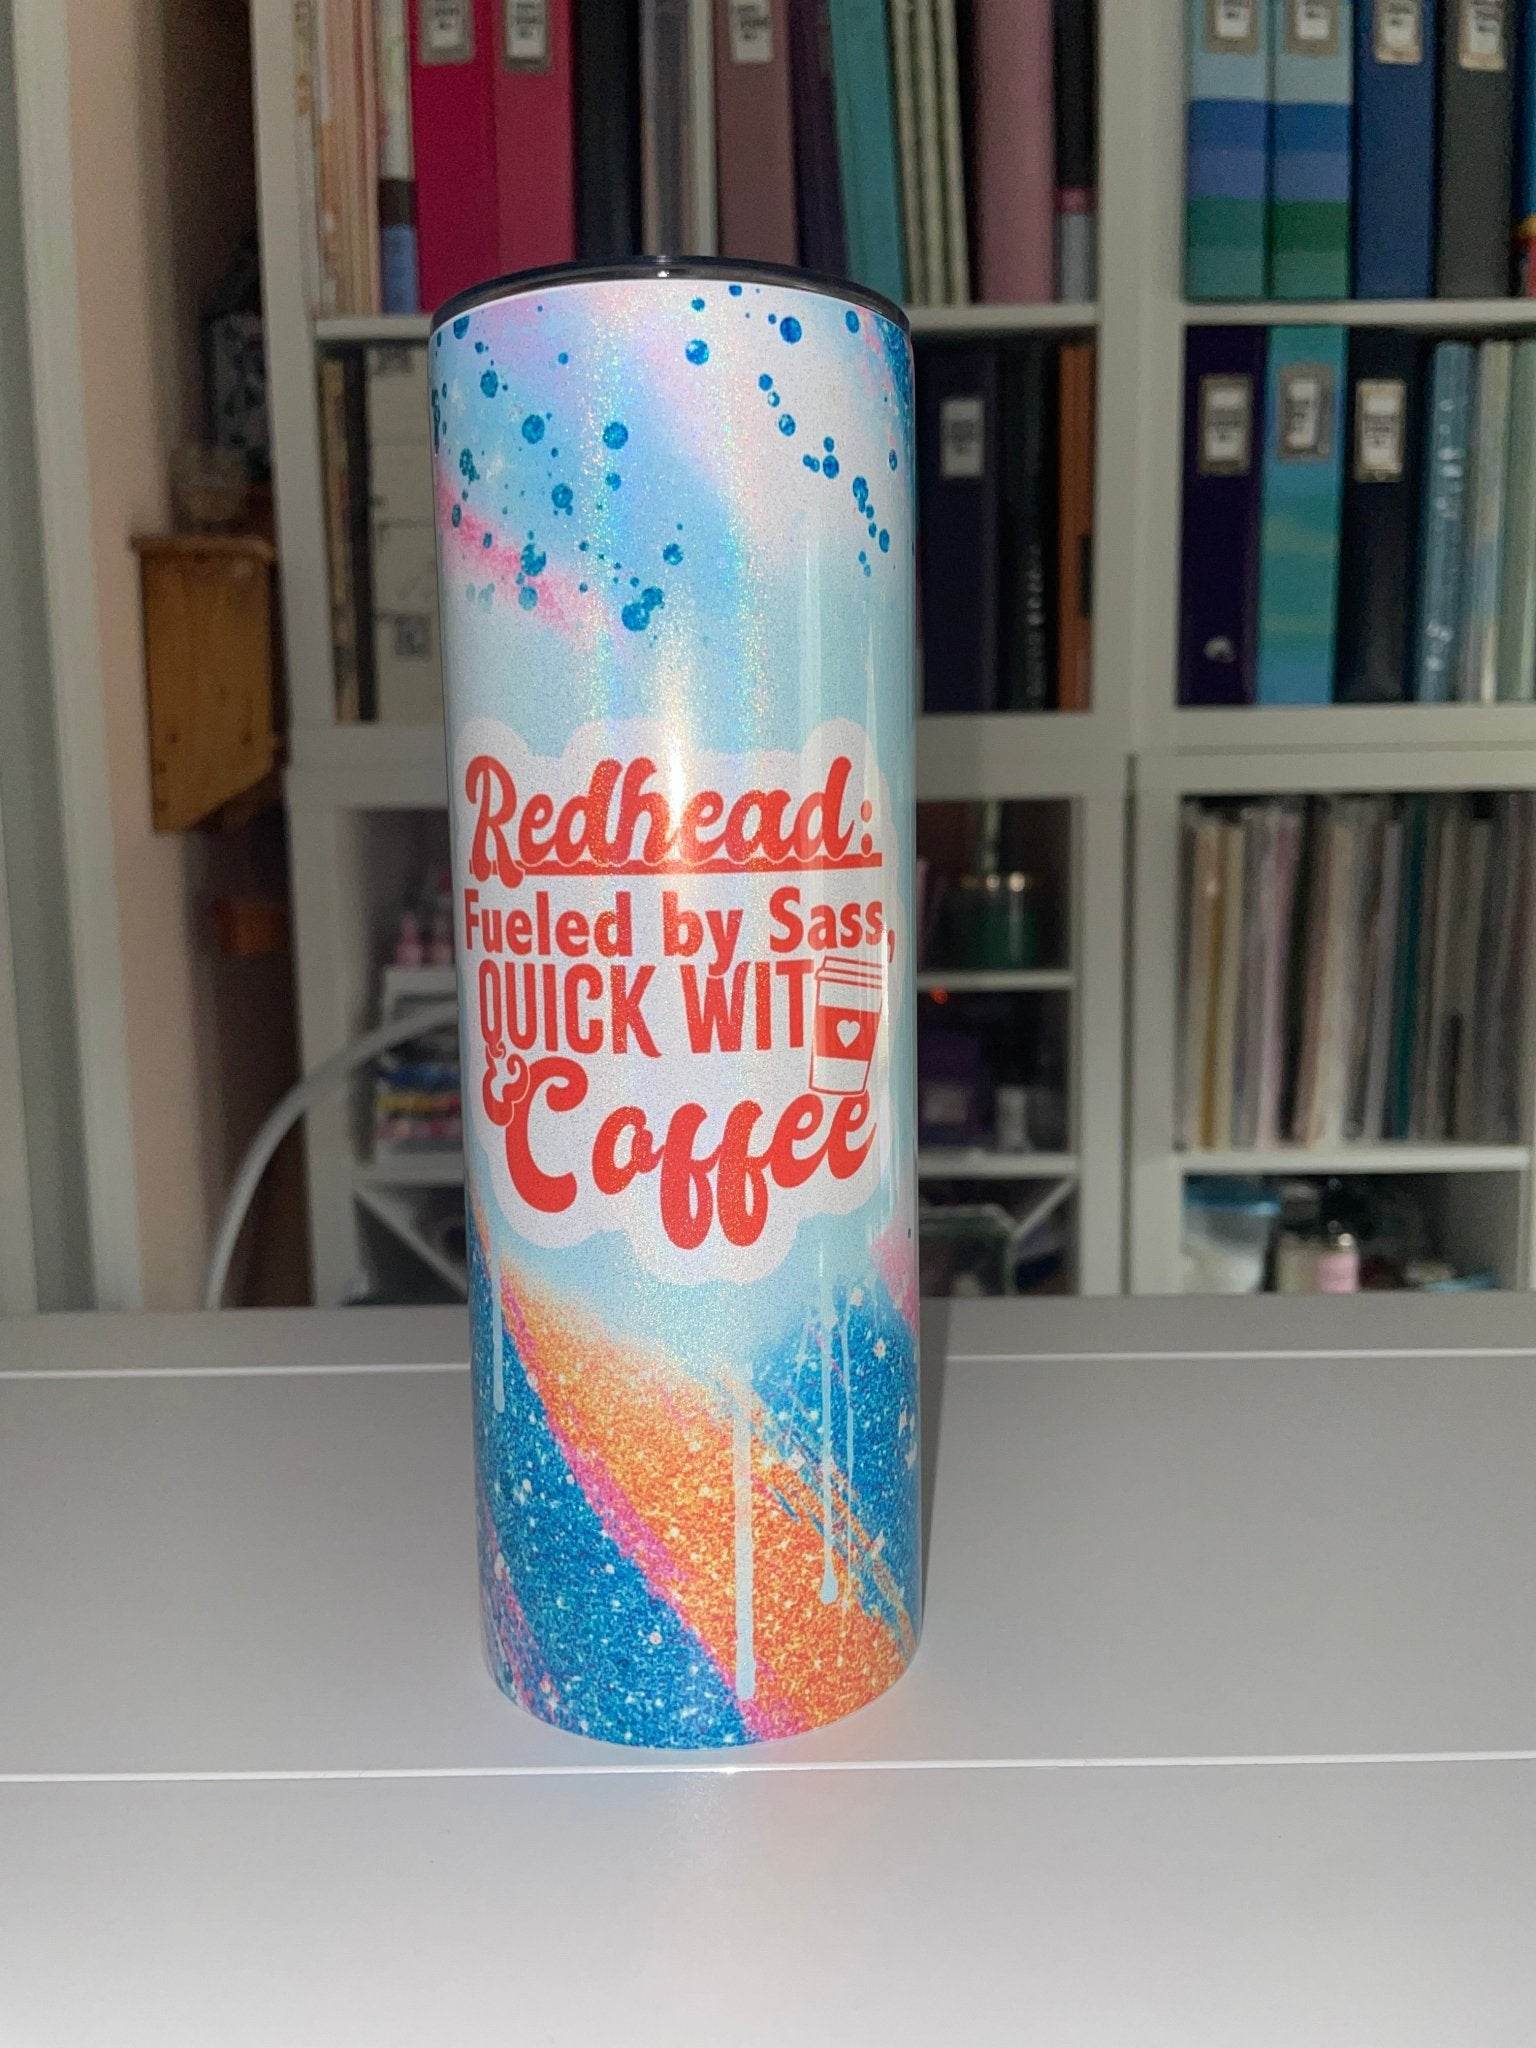 Redhead:
Fueled by Sass,
QUICK WIT
& Coffee